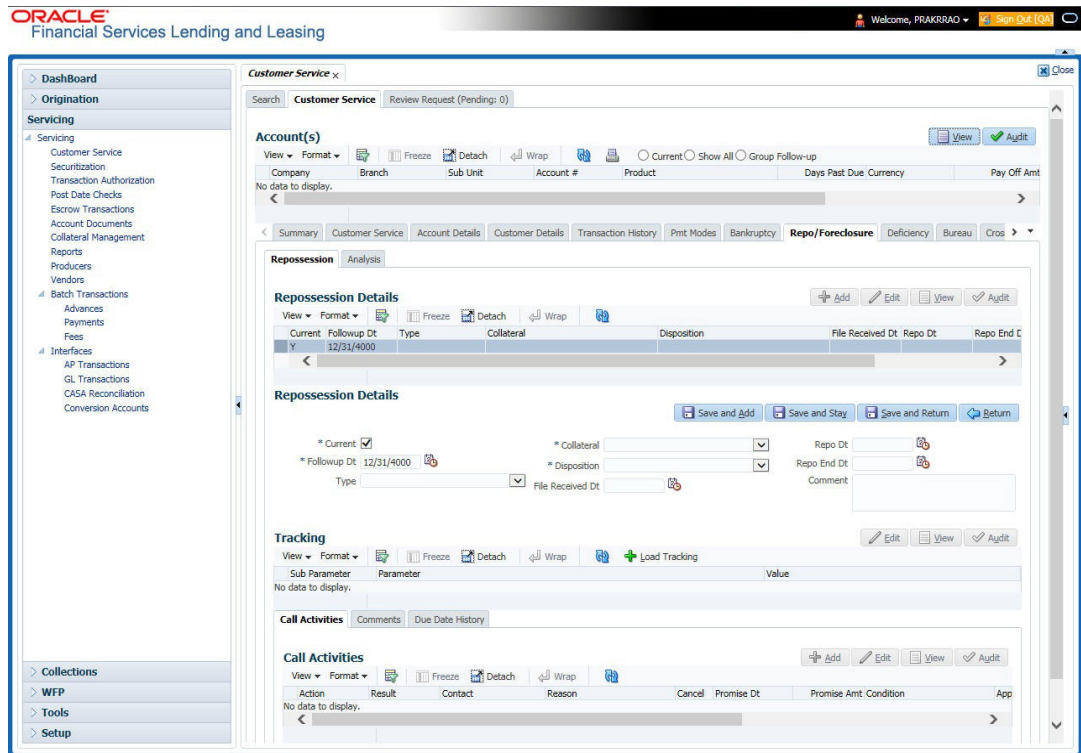 ORACLE
Financial Services Lending and Leasing
Welcome, PRAKRRAO
Sign Out [QA]
DashBoard
Origination
Servicing
Servicing
Customer Service
Securitization
Transaction Authorization
Post Date Checks
Escrow Transactions
Account Documents
Collateral Management
Reports
Producers
Vendors
Batch Transactions
Advances
Payments
Fees
Interfaces
AP Transactions
GL Transactions
CASA Reconciliation
Conversion Accounts
Collections
WFP
Tools
Setup
Customer Service x
Close
Search Customer Service Review Request (Pending: 0)
Account(s)
View Audit
View Format Freeze Detach Wrap Current Show All Group Follow-up
Company Branch Sub Unit Account # Product Days Past Due Currency Pay Off Amt
No data to display.
Summary Customer Service Account Details Customer Details Transaction History Pmt Modes Bankruptcy Repo/Foreclosure Deficiency Bureau Cros
Repossession Analysis
Repossession Details
Add Edit View Audit
View Format Freeze Detach Wrap
Current Followup Dt Type Collateral Disposition File Received Dt Repo Dt Repo End D
Y 12/31/4000
Repossession Details
Save and Add Save and Stay Save and Return Return
* Current * Collateral Repo Dt
* Followup Dt 12/31/4000 * Disposition Repo End Dt
Type File Received Dt Comment
Tracking
Edit View Audit
View Format Freeze Detach Wrap Load Tracking
Sub Parameter Parameter Value
No data to display.
Call Activities Comments Due Date History
Call Activities
Add Edit View Audit
View Format Freeze Detach Wrap
Action Result Contact Reason Cancel Promise Dt Promise Amt Condition App
No data to display.